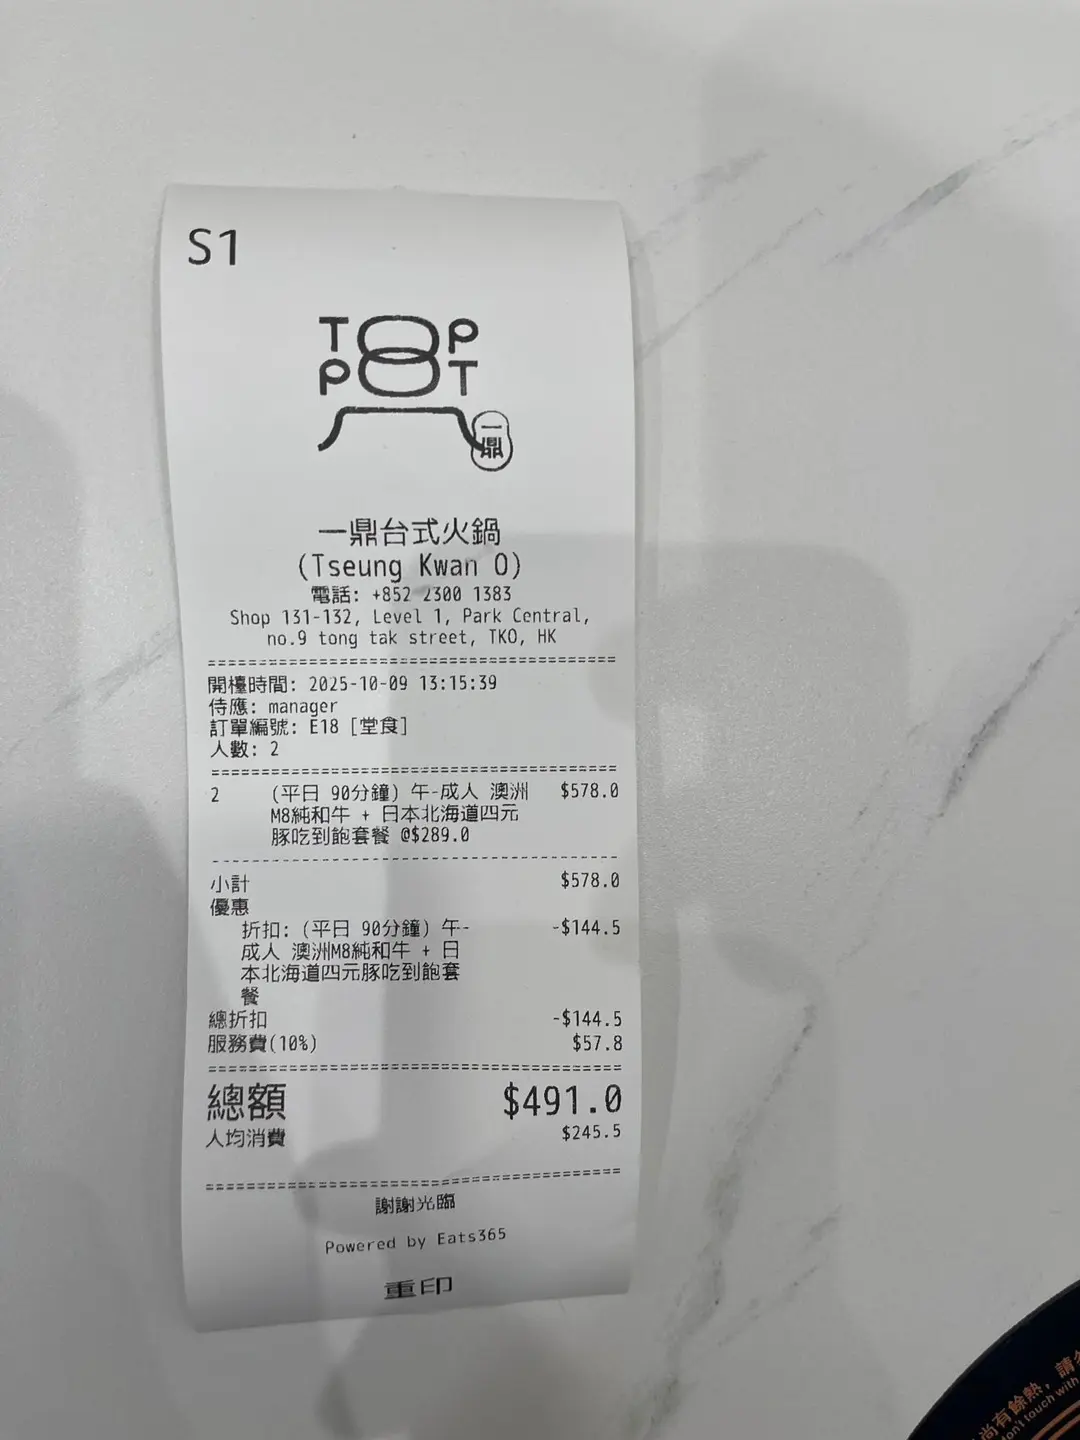 S1
TOP
POT
一鼎
一鼎台式火鍋
(Tseung Kwan O)
電話: +852 2300 1383
Shop 131-132, Level 1, Park Central,
no.9 tong tak street, TKO, HK
開檯時間: 2025-10-09 13:15:39
侍應: manager
訂單編號: E18 [堂食]
人數: 2
2 (平日 90分鐘) 午-成人 澳洲 $578.0
M8純和牛 + 日本北海道四元
豚吃到飽套餐 @$289.0
小計 $578.0
優惠
折扣: (平日 90分鐘) 午- -$144.5
成人 澳洲M8純和牛 + 日
本北海道四元豚吃到飽套
餐
總折扣 -$144.5
服務費(10%) $57.8
總額 $491.0
人均消費 $245.5
謝謝光臨
Powered by Eats365
重印
尚有餘熱, 請
on't touch with